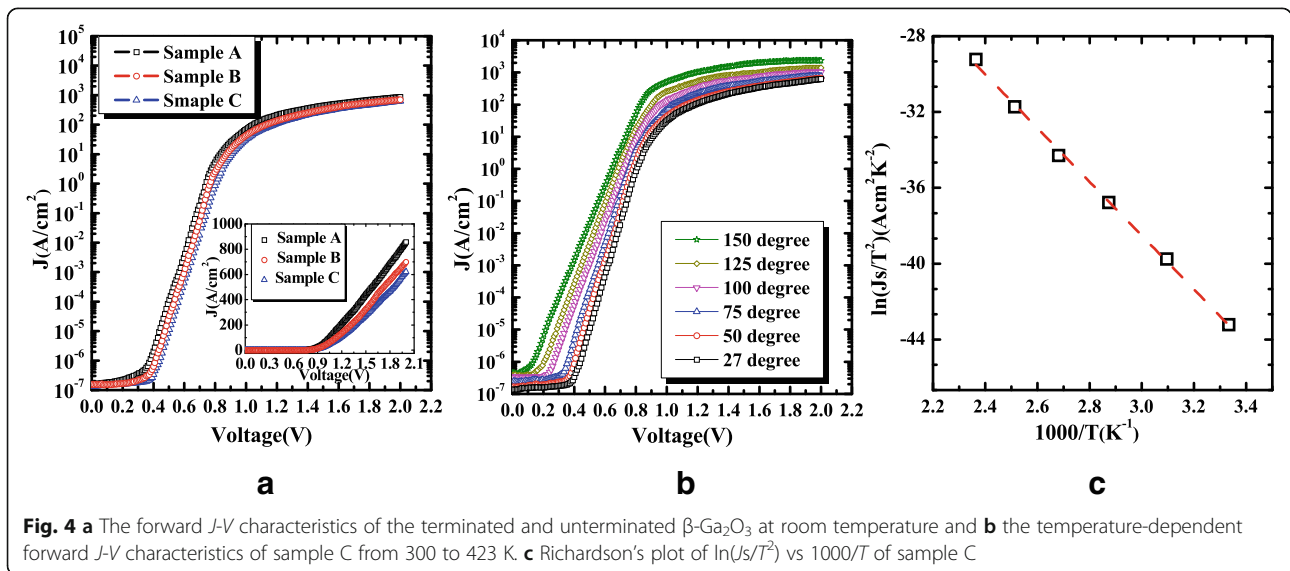 10^5
10^4
10^3
10^2
10^1
10^0
10^-1
10^-2
10^-3
10^-4
10^-5
10^-6
10^-7
J(A/cm^2)
Sample A
Sample B
Smaple C
1000
800
600
400
200
0
J(A/cm^2)
Sample A
Sample B
Sample C
0.0 0.3 0.6 0.9 1.2 1.5 1.8 2.1
Voltage(V)
0.0 0.2 0.4 0.6 0.8 1.0 1.2 1.4 1.6 1.8 2.0 2.2
Voltage(V)
a
10^4
10^3
10^2
10^1
10^0
10^-1
10^-2
10^-3
10^-4
10^-5
10^-6
10^-7
J(A/cm^2)
150 degree
125 degree
100 degree
75 degree
50 degree
27 degree
0.0 0.2 0.4 0.6 0.8 1.0 1.2 1.4 1.6 1.8 2.0 2.2
Voltage(V)
b
-28
-32
-36
-40
-44
ln(Js/T^2)(Acm^2K^-2)
2.2 2.4 2.6 2.8 3.0 3.2 3.4
1000/T(K^-1)
c
Fig. 4 a The forward J-V characteristics of the terminated and unterminated β-Ga2O3 at room temperature and b the temperature-dependent
forward J-V characteristics of sample C from 300 to 423 K. c Richardson's plot of ln(Js/T^2) vs 1000/T of sample C